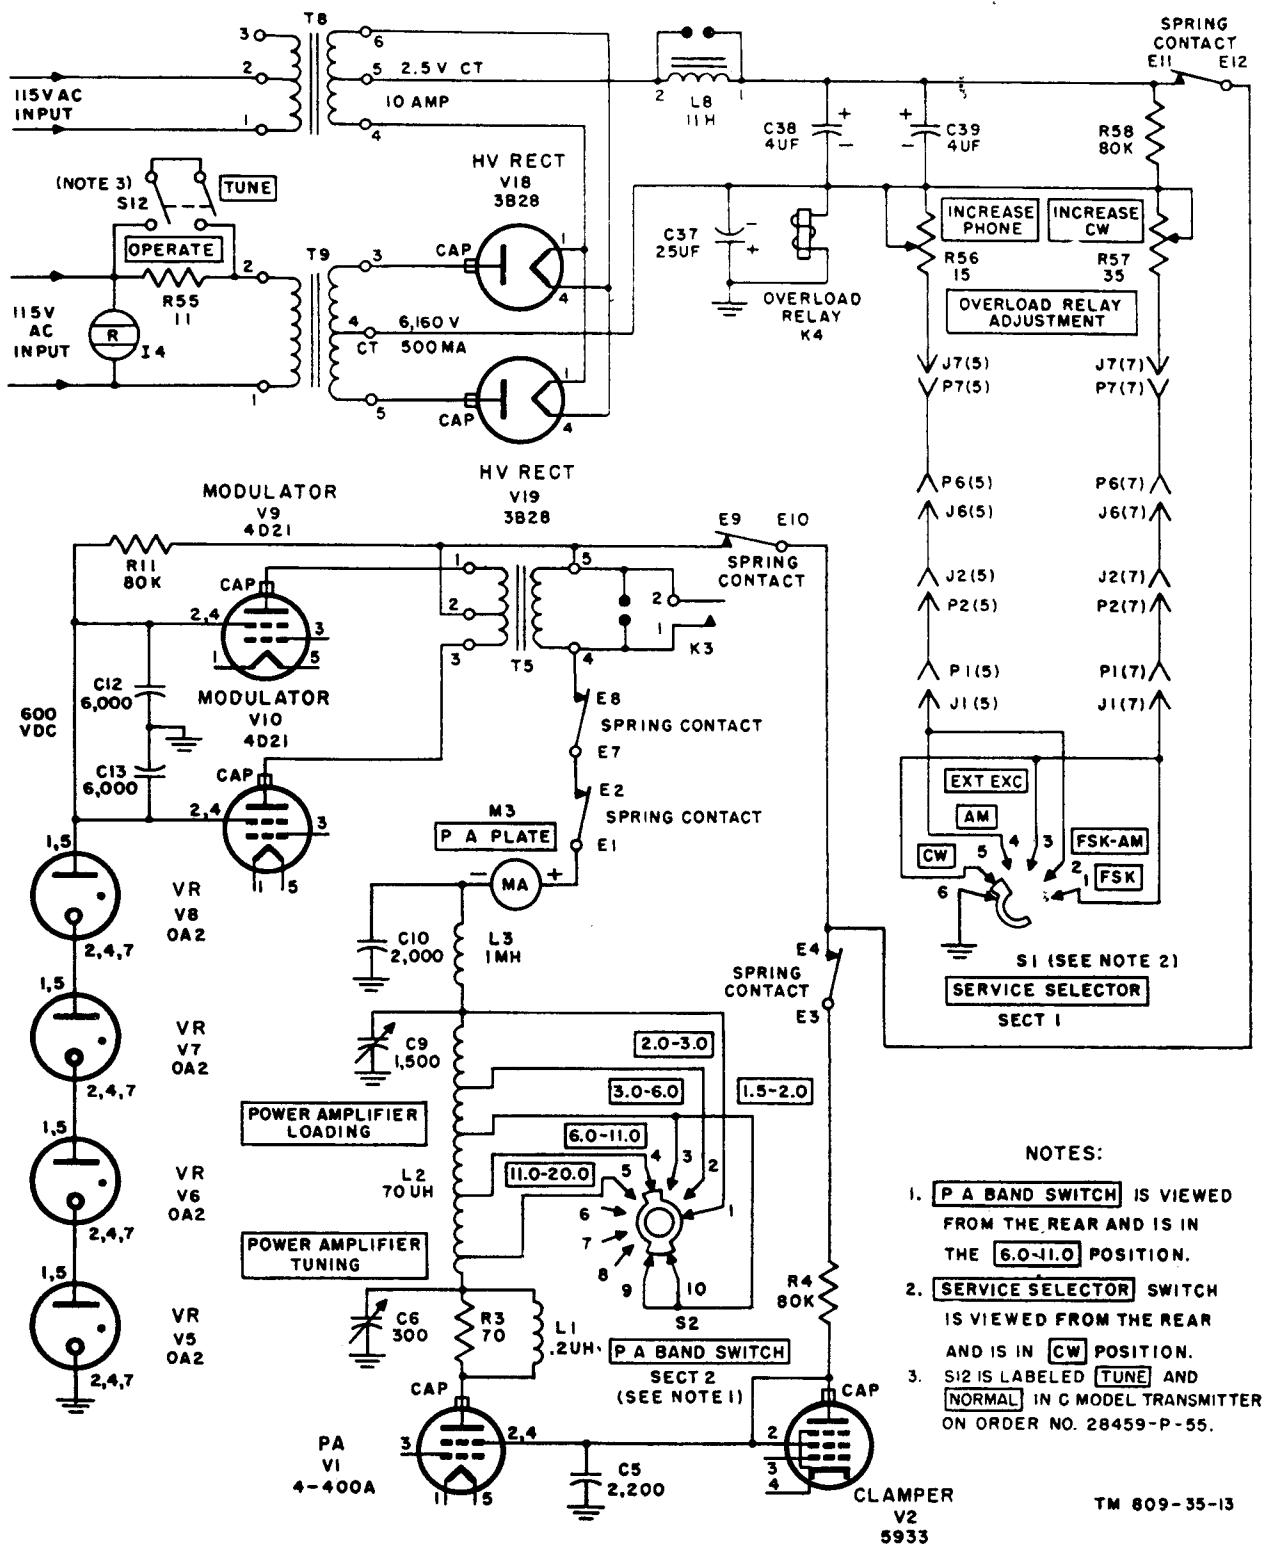 T8
3
2
1
6
5
4
2.5 V CT
10 AMP
115VAC
INPUT
L8
11H
2
1
C38
4UF
+
-
C39
4UF
+
-
SPRING
CONTACT
E11
E12
R58
80K
(NOTE 3)
S12
TUNE
OPERATE
R55
11
115V
AC
INPUT
R
I4
T9
2
1
3
4
CT
5
6,160 V
500MA
HV RECT
V18
3B28
CAP
1
4
CAP
1
4
HV RECT
V19
3B28
C37
25UF
-
+
OVERLOAD
RELAY
K4
INCREASE
PHONE
R56
15
INCREASE
CW
R57
35
OVERLOAD RELAY
ADJUSTMENT
J7(5)
P7(5)
P6(5)
J6(5)
J2(5)
P2(5)
P1(5)
J1(5)
J7(7)
P7(7)
P6(7)
J6(7)
J2(7)
P2(7)
P1(7)
J1(7)
EXT EXC
AM
CW
FSK-AM
FSK
6
5
4
3
2
1
S1 (SEE NOTE 2)
SERVICE SELECTOR
SECT 1
MODULATOR
V9
4D21
R11
80K
CAP
2,4
3
1
5
MODULATOR
V10
4D21
CAP
2,4
3
1
5
C12
6,000
C13
6,000
600
VDC
1
2
3
T5
5
4
2
1
K3
E9
E10
SPRING
CONTACT
E8
SPRING CONTACT
E7
E2
SPRING CONTACT
E1
M3
P A PLATE
-
MA
+
1,5
VR
V8
OA2
2,4,7
1,5
VR
V7
OA2
2,4,7
1,5
VR
V6
OA2
2,4,7
1,5
VR
V5
OA2
2,4,7
C10
2,000
L3
1MH
C9
1,500
POWER AMPLIFIER
LOADING
L2
70UH
POWER AMPLIFIER
TUNING
C6
300
R3
70
L1
.2UH
2.0-3.0
3.0-6.0
1.5-2.0
6.0-11.0
11.0-20.0
1
2
3
4
5
6
7
8
9
10
S2
P A BAND SWITCH
SECT 2
(SEE NOTE 1)
E4
SPRING
CONTACT
E3
R4
80K
PA
V1
4-400A
CAP
3
2,4
1
5
C5
2,200
CAP
2
3
4
CLAMPER
V2
5933
NOTES:
1. P A BAND SWITCH IS VIEWED
FROM THE REAR AND IS IN
THE 6.0-11.0 POSITION.
2. SERVICE SELECTOR SWITCH
IS VIEWED FROM THE REAR
AND IS IN CW POSITION.
3. S12 IS LABELED TUNE AND
NORMAL IN C MODEL TRANSMITTER
ON ORDER NO. 28459-P-55.
TM 809-35-13